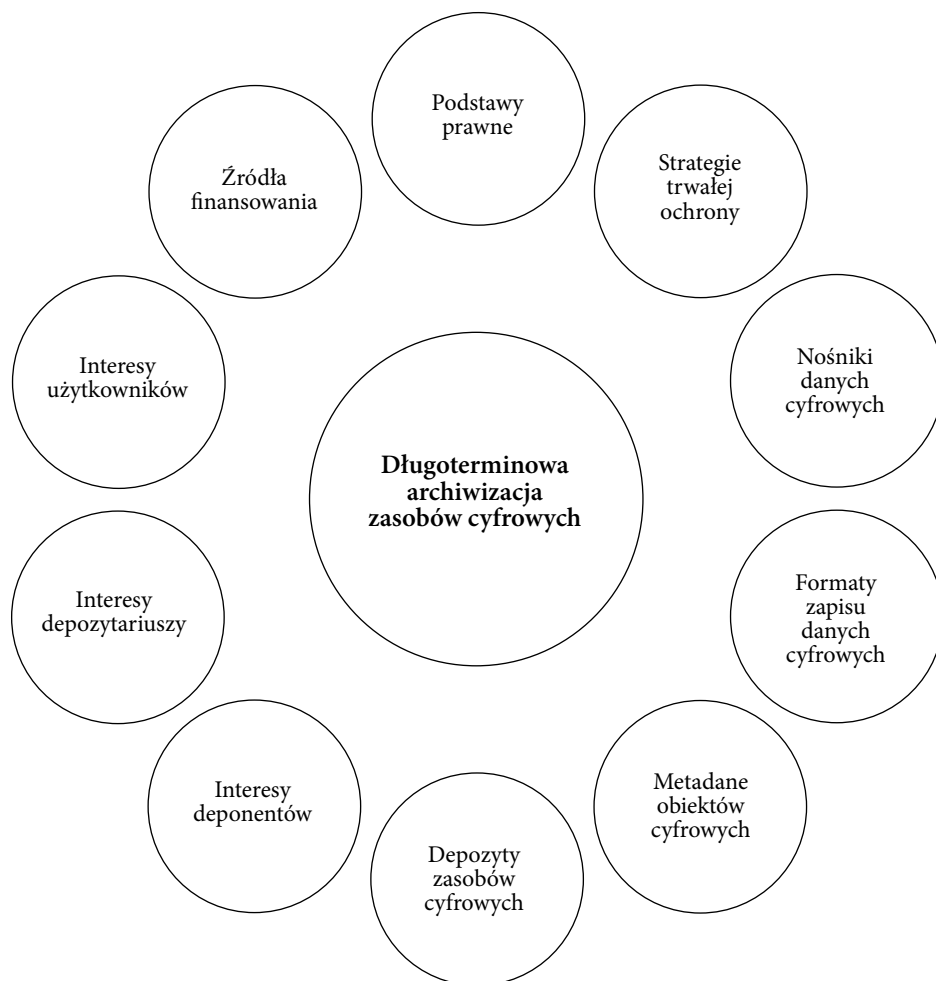 Podstawy
prawne
Strategie
trwałej
ochrony
Nośniki
danych
cyfrowych
Formaty
zapisu
danych
cyfrowych
Metadane
obiektów
cyfrowych
Depozyty
zasobów
cyfrowych
Interesy
deponentów
Interesy
depozytariuszy
Interesy
użytkowników
Źródła
finansowania
Długoterminowa
archiwizacja
zasobów cyfrowych